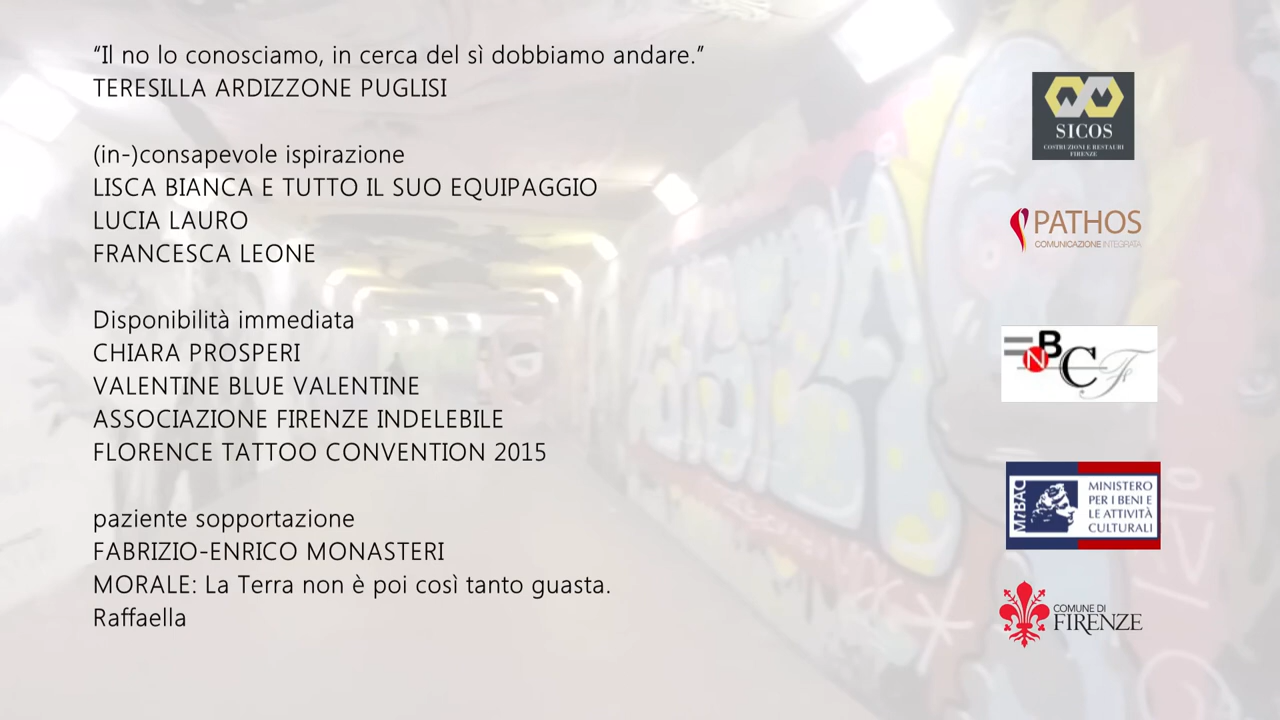 “Il no lo conosciamo, in cerca del sì dobbiamo andare.”
TERESILLA ARDIZZONE PUGLISI
(in-)consapevole ispirazione
LISCA BIANCA E TUTTO IL SUO EQUIPAGGIO
LUCIA LAURO
FRANCESCA LEONE
Disponibilità immediata
CHIARA PROSPERI
VALENTINE BLUE VALENTINE
ASSOCIAZIONE FIRENZE INDELEBILE
FLORENCE TATTOO CONVENTION 2015
paziente sopportazione
FABRIZIO-ENRICO MONASTERI
MORALE: La Terra non è poi così tanto guasta.
Raffaella
SICOS
COSTRUZIONI E RESTAURI
FIRENZE
PATHOS
COMUNICAZIONE INTEGRATA
BNCF
MiBAC
MINISTERO
PER I BENI E
LE ATTIVITÀ
CULTURALI
COMUNE DI
FIRENZE